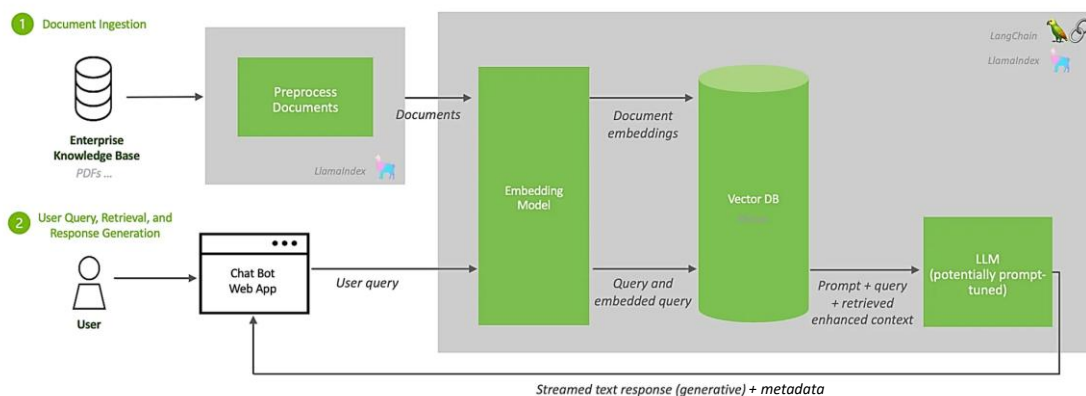 1 Document Ingestion
Enterprise
Knowledge Base
PDFs ...
Preprocess
Documents
LlamaIndex
Documents
Embedding
Model
Document
embeddings
Vector DB
LangChain
LlamaIndex
2 User Query, Retrieval, and
Response Generation
User
Chat Bot
Web App
User query
Query and
embedded query
Prompt + query
+ retrieved
enhanced context
LLM
(potentially prompt-
tuned)
Streamed text response (generative) + metadata